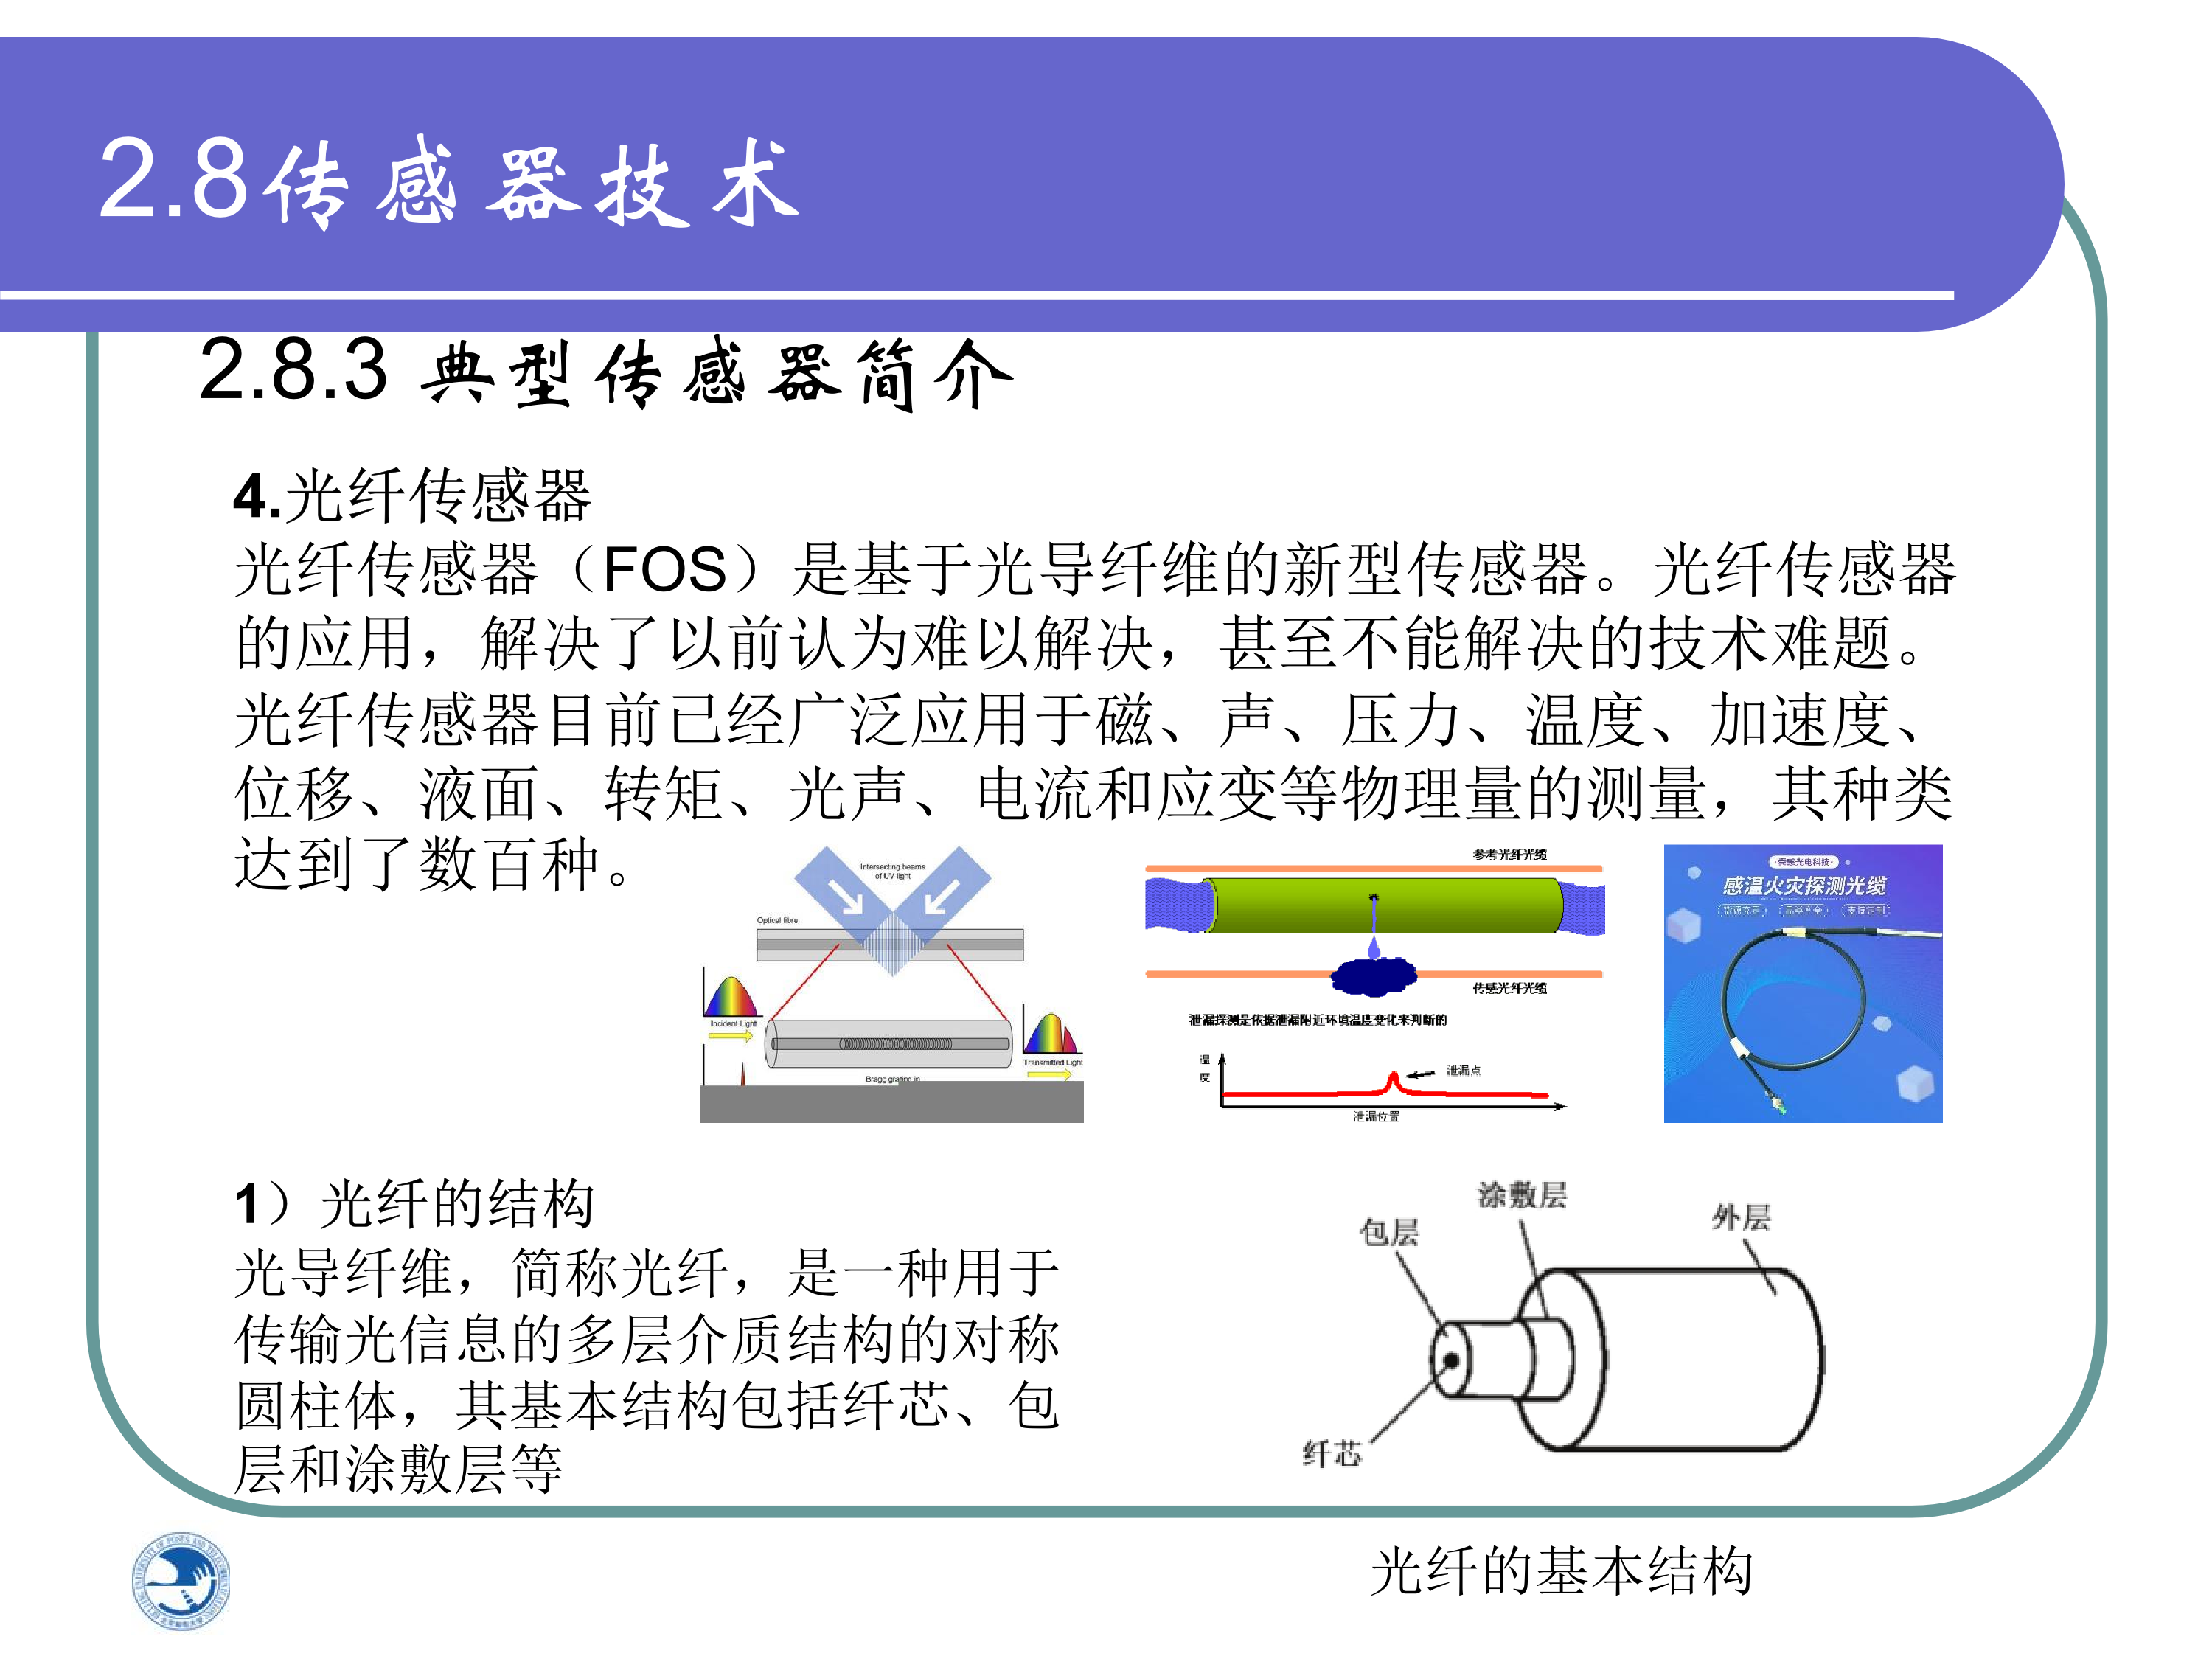 2.8传感器技术
2.8.3 典型传感器简介
4.光纤传感器
光纤传感器（FOS）是基于光导纤维的新型传感器。光纤传感器
的应用，解决了以前认为难以解决，甚至不能解决的技术难题。
光纤传感器目前已经广泛应用于磁、声、压力、温度、加速度、
位移、液面、转矩、光声、电流和应变等物理量的测量，其种类
达到了数百种。
Intersecting beams
of UV light
Optical fibre
Incident Light
Transmitted Light
Bragg grating in
参考光纤光缆
传感光纤光缆
泄漏探测是依据泄漏附近环境温度变化来判断的
温度
泄漏点
泄漏位置
感温火灾探测光缆
1）光纤的结构
光导纤维，简称光纤，是一种用于
传输光信息的多层介质结构的对称
圆柱体，其基本结构包括纤芯、包
层和涂敷层等
涂敷层
包层
外层
纤芯
光纤的基本结构